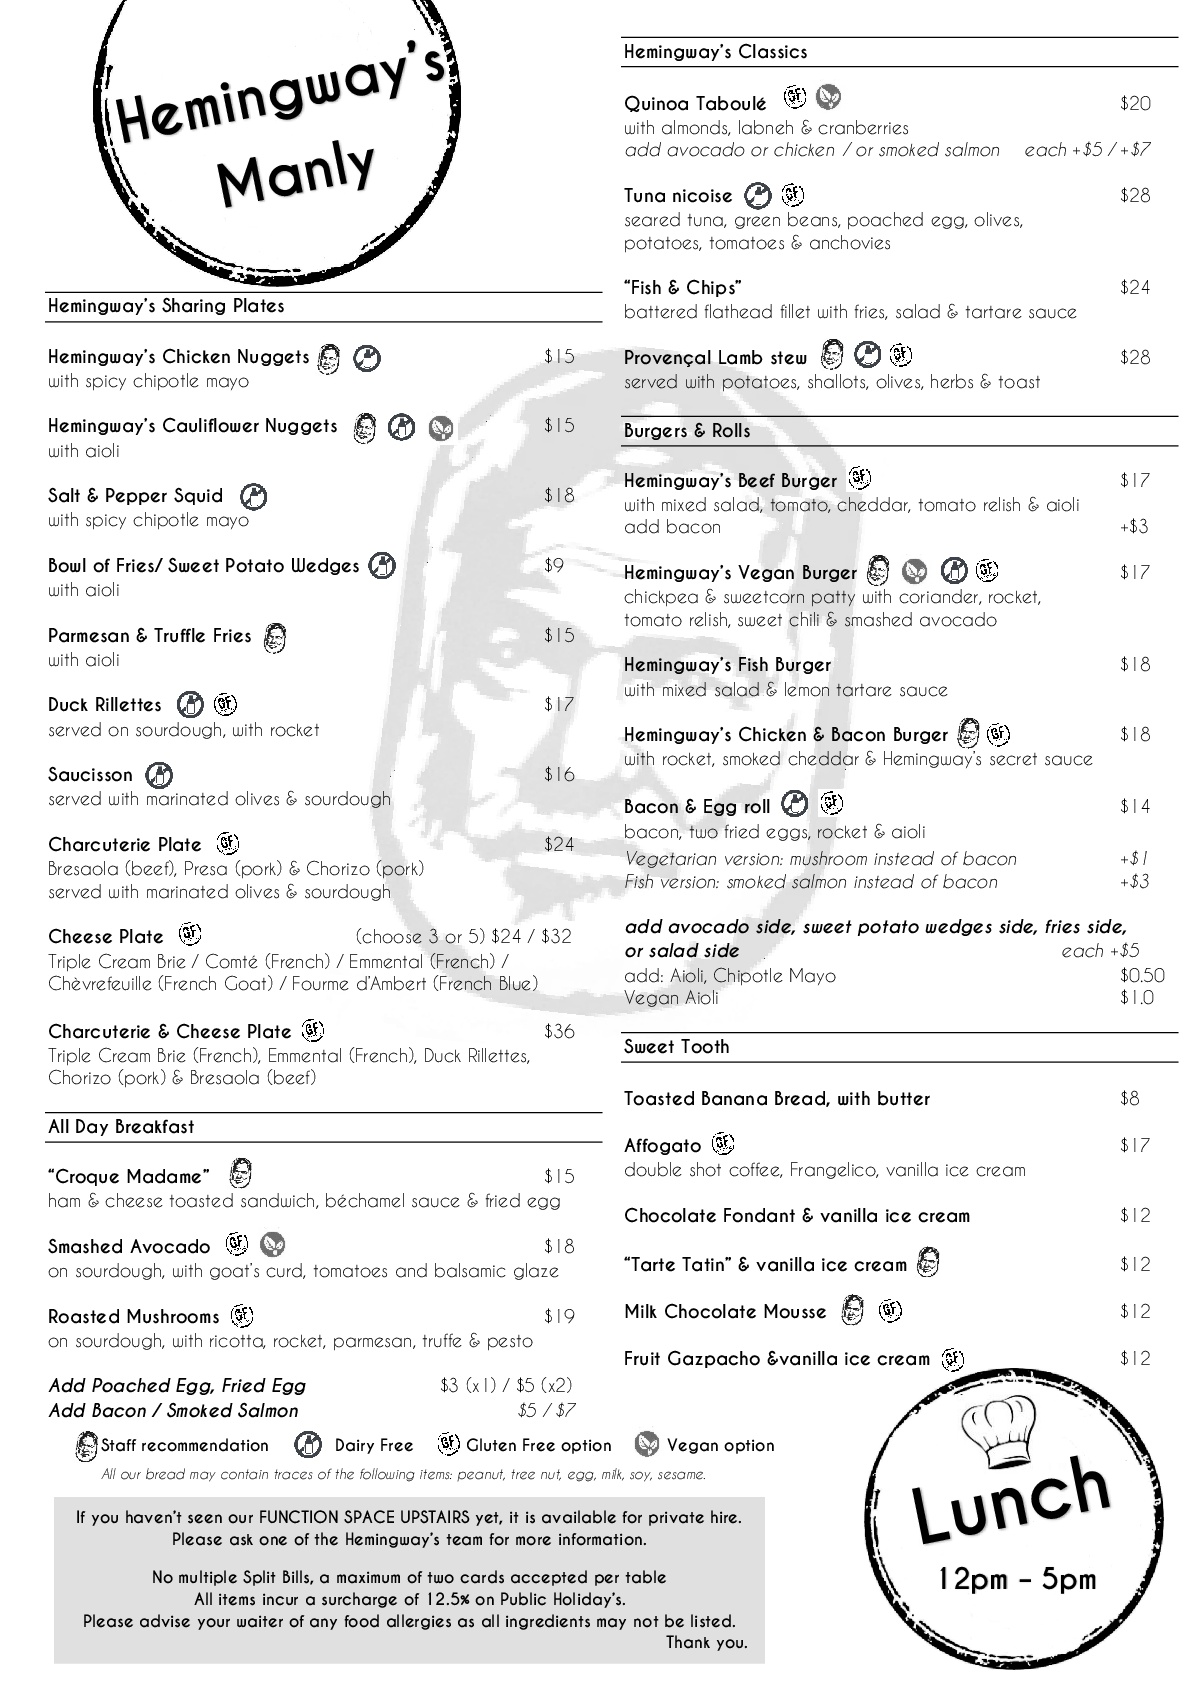 Hemingway's
Manly
Hemingway's Sharing Plates
Hemingway's Chicken Nuggets $15
with spicy chipotle mayo
Hemingway's Cauliflower Nuggets $15
with aioli
Salt & Pepper Squid $18
with spicy chipotle mayo
Bowl of Fries/ Sweet Potato Wedges $9
with aioli
Parmesan & Truffle Fries $15
with aioli
Duck Rillettes GF $17
served on sourdough, with rocket
Saucisson $16
served with marinated olives & sourdough
Charcuterie Plate GF $24
Bresaola (beef), Presa (pork) & Chorizo (pork)
served with marinated olives & sourdough
Cheese Plate GF (choose 3 or 5) $24 / $32
Triple Cream Brie / Comté (French) / Emmental (French) /
Chèvrefeuille (French Goat) / Fourme d'Ambert (French Blue)
Charcuterie & Cheese Plate GF $36
Triple Cream Brie (French), Emmental (French), Duck Rillettes,
Chorizo (pork) & Bresaola (beef)
All Day Breakfast
"Croque Madame" $15
ham & cheese toasted sandwich, béchamel sauce & fried egg
Smashed Avocado GF $18
on sourdough, with goat's curd, tomatoes and balsamic glaze
Roasted Mushrooms GF $19
on sourdough, with ricotta, rocket, parmesan, truffe & pesto
Add Poached Egg, Fried Egg $3 (x1) / $5 (x2)
Add Bacon / Smoked Salmon $5 / $7
Hemingway's Classics
Quinoa Taboulé GF $20
with almonds, labneh & cranberries
add avocado or chicken / or smoked salmon each +$5 / +$7
Tuna nicoise GF $28
seared tuna, green beans, poached egg, olives,
potatoes, tomatoes & anchovies
"Fish & Chips" $24
battered flathead fillet with fries, salad & tartare sauce
Provençal Lamb stew GF $28
served with potatoes, shallots, olives, herbs & toast
Burgers & Rolls
Hemingway's Beef Burger GF $17
with mixed salad, tomato, cheddar, tomato relish & aioli
add bacon +$3
Hemingway's Vegan Burger GF $17
chickpea & sweetcorn patty with coriander, rocket,
tomato relish, sweet chili & smashed avocado
Hemingway's Fish Burger $18
with mixed salad & lemon tartare sauce
Hemingway's Chicken & Bacon Burger GF $18
with rocket, smoked cheddar & Hemingway's secret sauce
Bacon & Egg roll GF $14
bacon, two fried eggs, rocket & aioli
Vegetarian version: mushroom instead of bacon +$1
Fish version: smoked salmon instead of bacon +$3
add avocado side, sweet potato wedges side, fries side,
or salad side each +$5
add: Aioli, Chipotle Mayo $0.50
Vegan Aioli $1.0
Sweet Tooth
Toasted Banana Bread, with butter $8
Affogato GF $17
double shot coffee, Frangelico, vanilla ice cream
Chocolate Fondant & vanilla ice cream $12
"Tarte Tatin" & vanilla ice cream $12
Milk Chocolate Mousse GF $12
Fruit Gazpacho &vanilla ice cream GF $12
Staff recommendation Dairy Free GF Gluten Free option Vegan option
All our bread may contain traces of the following items: peanut, tree nut, egg, milk, soy, sesame.
If you haven't seen our FUNCTION SPACE UPSTAIRS yet, it is available for private hire.
Please ask one of the Hemingway's team for more information.
No multiple Split Bills, a maximum of two cards accepted per table
All items incur a surcharge of 12.5% on Public Holiday's.
Please advise your waiter of any food allergies as all ingredients may not be listed.
Thank you.
Lunch
12pm – 5pm